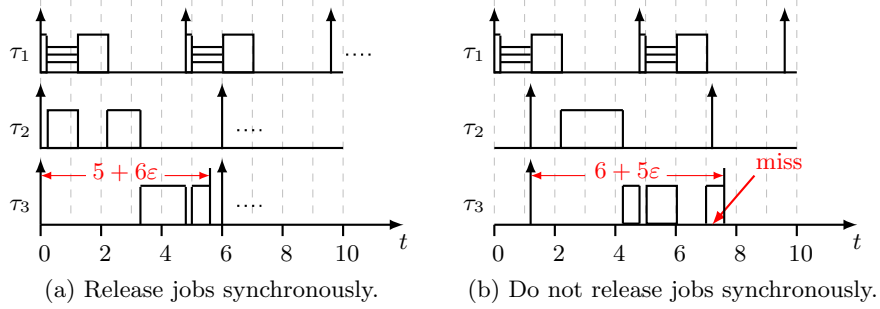 τ1
τ2
τ3
5 + 6ε
0 2 4 6 8 10
t
(a) Release jobs synchronously.
τ1
τ2
τ3
6 + 5ε
miss
0 2 4 6 8 10
t
(b) Do not release jobs synchronously.